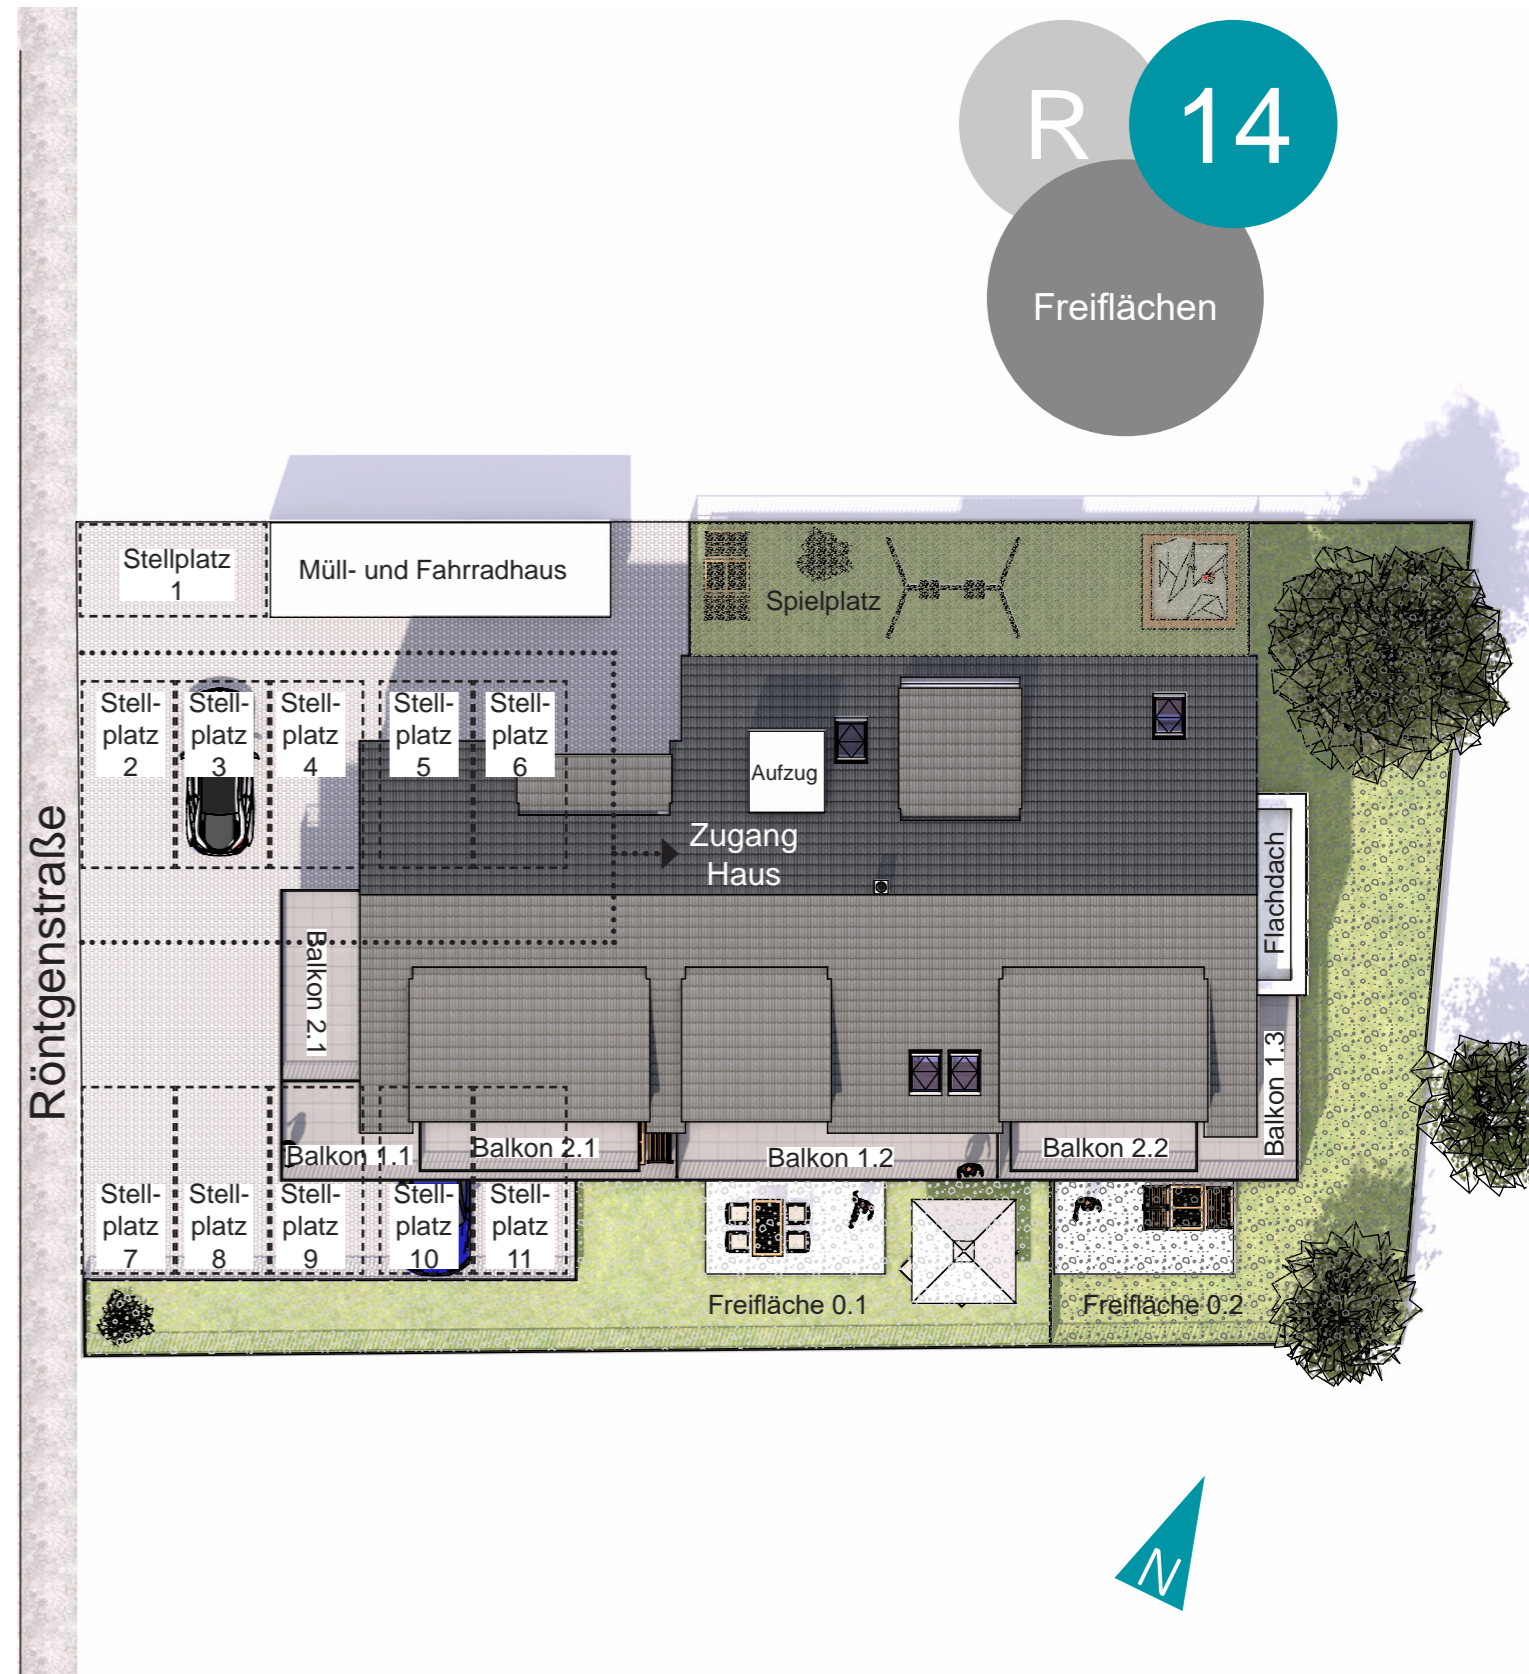 R 14
Freiflächen
Stellplatz
1
Müll- und Fahrradhaus
Spielplatz
Stell-
platz
2
Stell-
platz
3
Stell-
platz
4
Stell-
platz
5
Stell-
platz
6
Aufzug
Zugang
Haus
Flachdach
Röntgenstraße
Balkon 2.1
Balkon 1.3
Balkon 1.1
Balkon 2.1
Balkon 1.2
Balkon 2.2
Stell-
platz
7
Stell-
platz
8
Stell-
platz
9
Stell-
platz
10
Stell-
platz
11
Freifläche 0.1
Freifläche 0.2
N